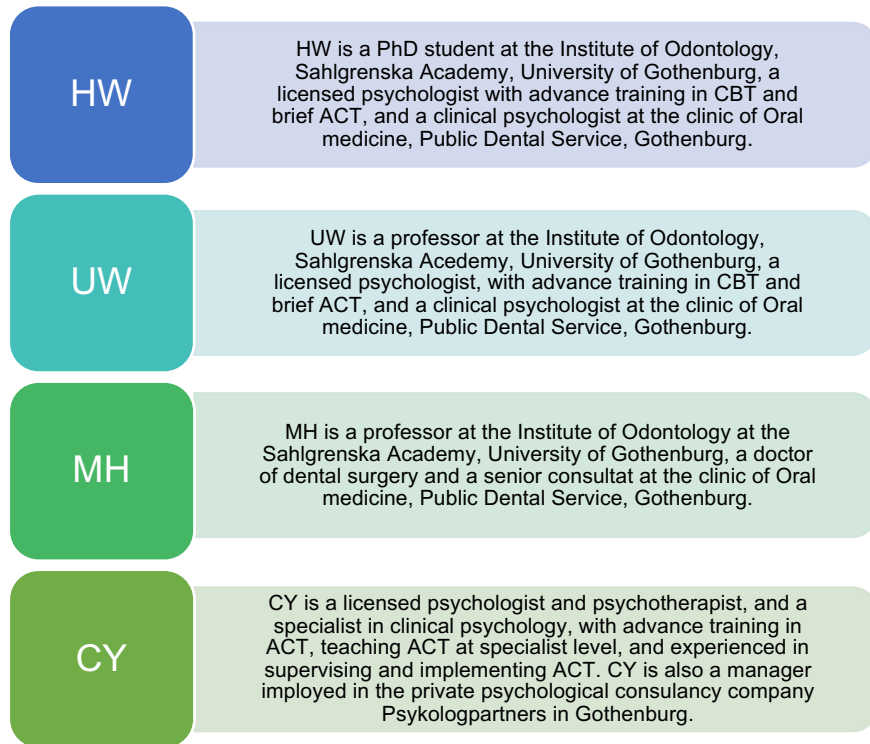 HW
HW is a PhD student at the Institute of Odontology,
Sahlgrenska Academy, University of Gothenburg, a
licensed psychologist with advance training in CBT and
brief ACT, and a clinical psychologist at the clinic of Oral
medicine, Public Dental Service, Gothenburg.
UW
UW is a professor at the Institute of Odontology,
Sahlgrenska Acedemy, University of Gothenburg, a
licensed psychologist, with advance training in CBT and
brief ACT, and a clinical psychologist at the clinic of Oral
medicine, Public Dental Service, Gothenburg.
MH
MH is a professor at the Institute of Odontology at the
Sahlgrenska Academy, University of Gothenburg, a doctor
of dental surgery and a senior consultat at the clinic of Oral
medicine, Public Dental Service, Gothenburg.
CY
CY is a licensed psychologist and psychotherapist, and a
specialist in clinical psychology, with advance training in
ACT, teaching ACT at specialist level, and experienced in
supervising and implementing ACT. CY is also a manager
imployed in the private psychological consulancy company
Psykologpartners in Gothenburg.